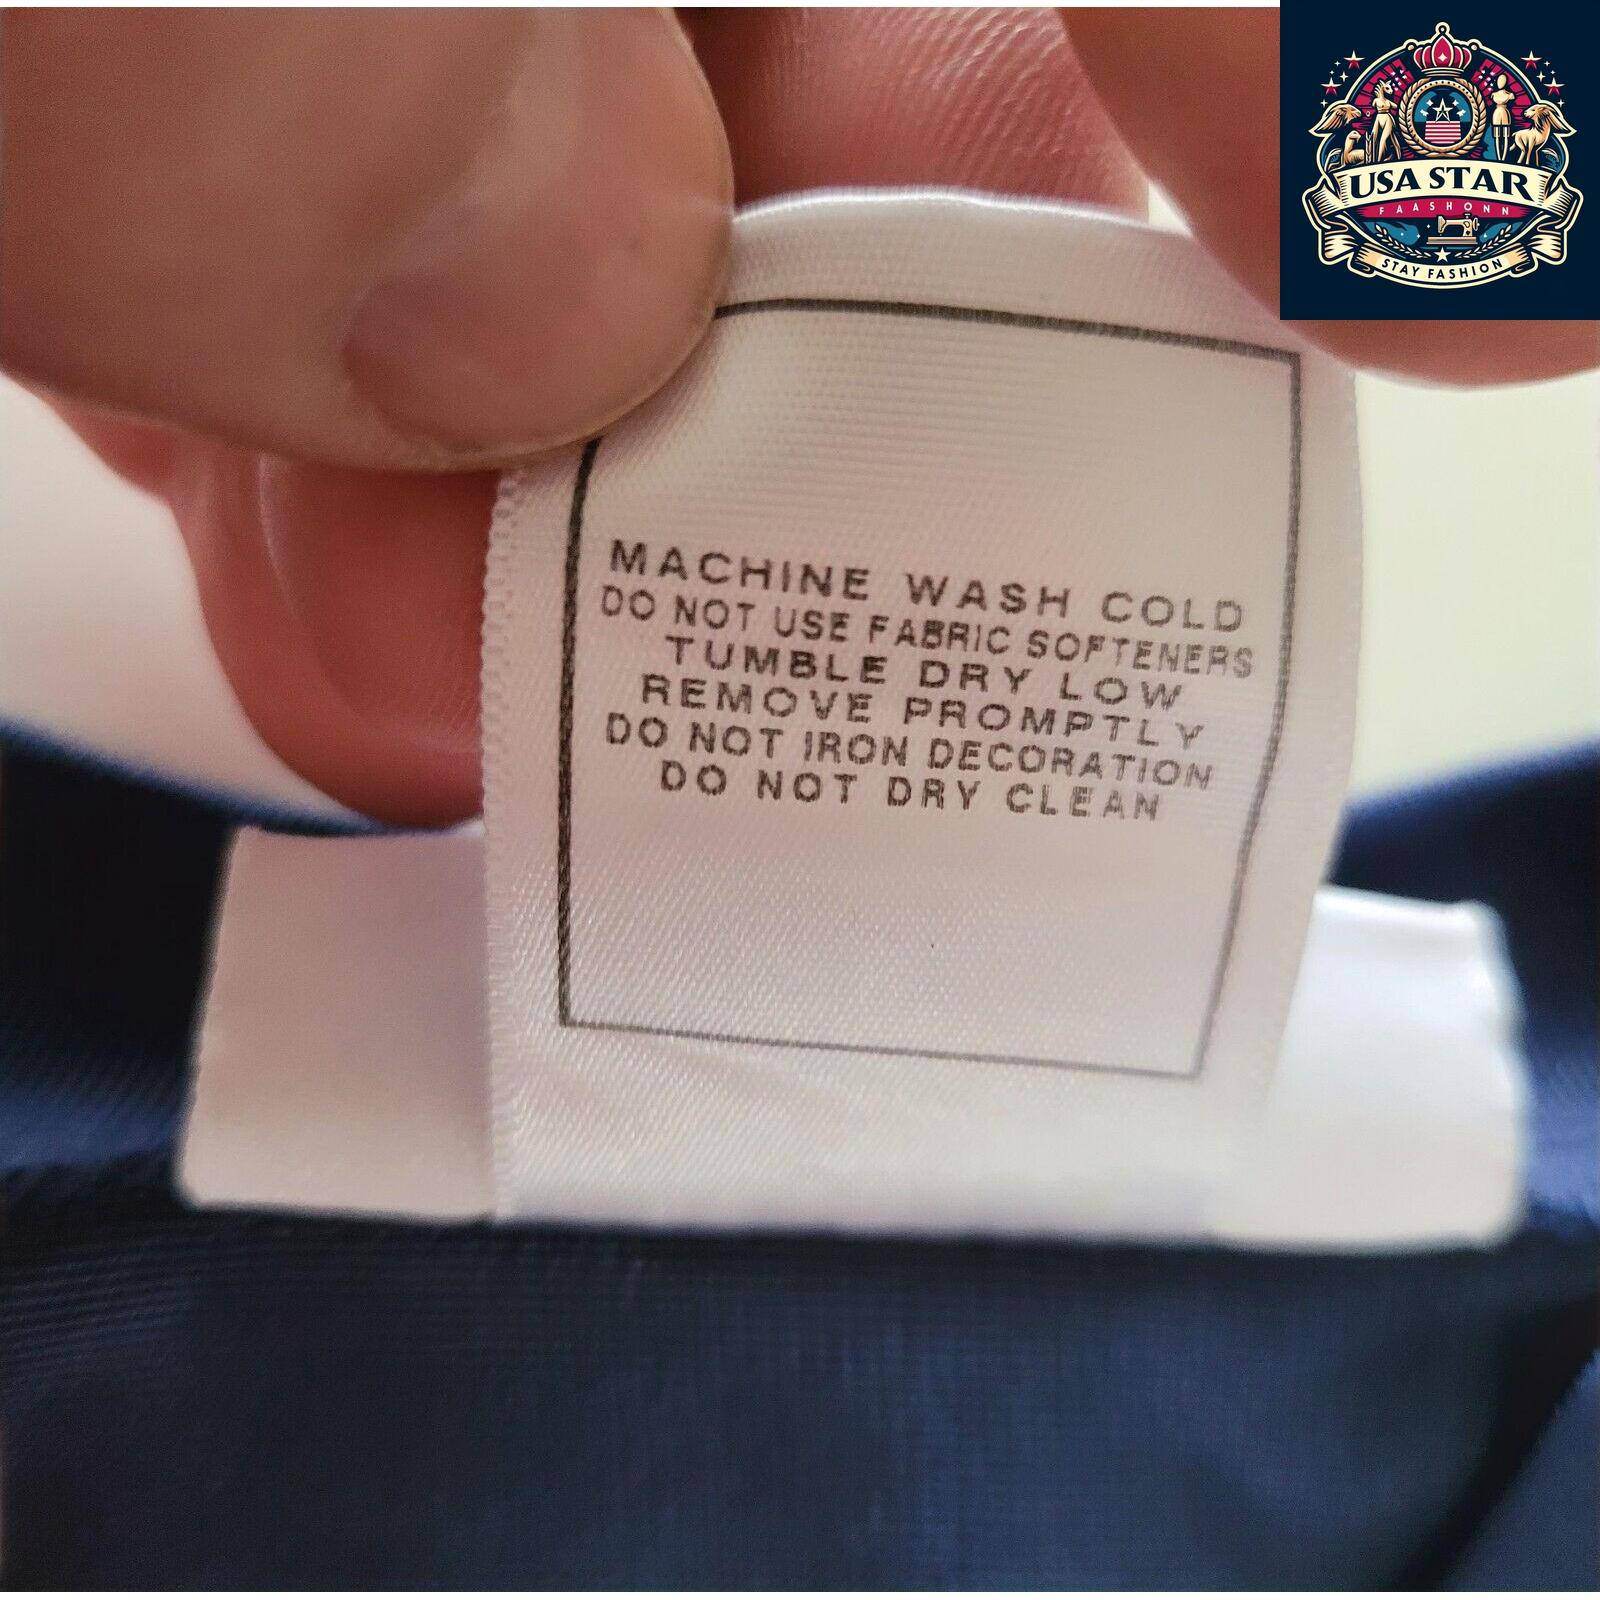 USA STAR
FAASHONN
STAY FASHION
MACHINE WASH COLD
DO NOT USE FABRIC SOFTENERS
TUMBLE DRY LOW
REMOVE PROMPTLY
DO NOT IRON DECORATION
DO NOT DRY CLEAN